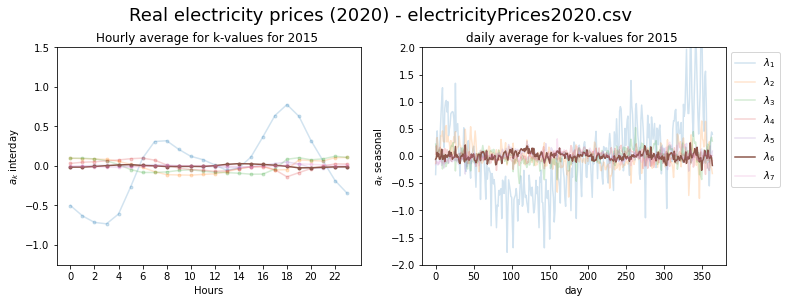 Real electricity prices (2020) - electricityPrices2020.csv
Hourly average for k-values for 2015
1.5
1.0
0.5
0.0
−0.5
−1.0
a_k interday
0 2 4 6 8 10 12 14 16 18 20 22
Hours
daily average for k-values for 2015
2.0
1.5
1.0
0.5
0.0
−0.5
−1.0
−1.5
−2.0
a_k seasonal
0 50 100 150 200 250 300 350
day
λ₁
λ₂
λ₃
λ₄
λ₅
λ₆
λ₇